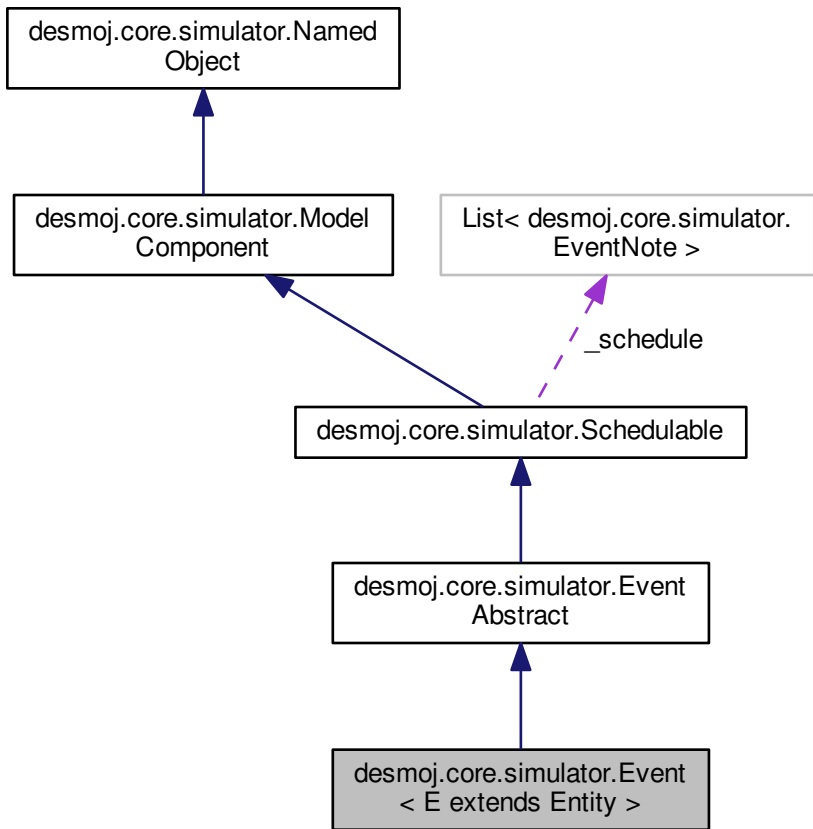 desmoj.core.simulator.Named
Object
desmoj.core.simulator.Model
Component
List< desmoj.core.simulator.
EventNote >
_schedule
desmoj.core.simulator.Schedulable
desmoj.core.simulator.Event
Abstract
desmoj.core.simulator.Event
< E extends Entity >